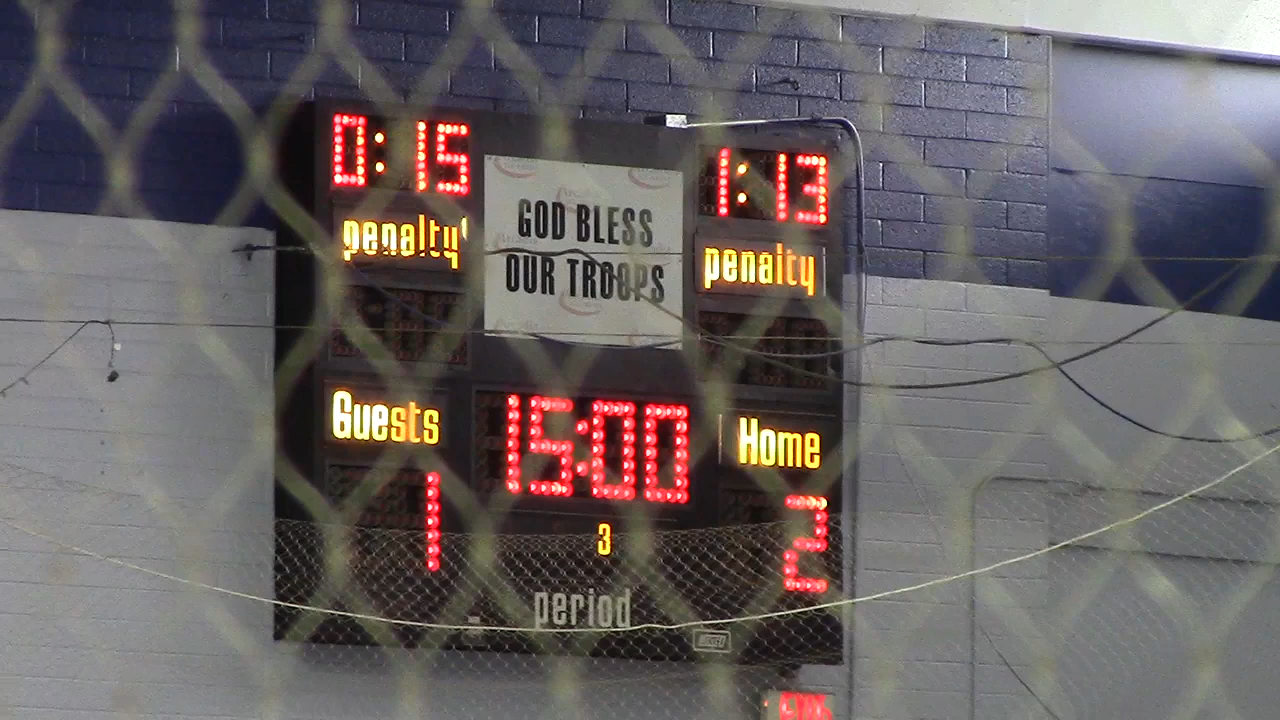 0:15
1:13
penalty
GOD BLESS
OUR TROOPS
penalty
Guests
15:00
Home
1
3
2
period